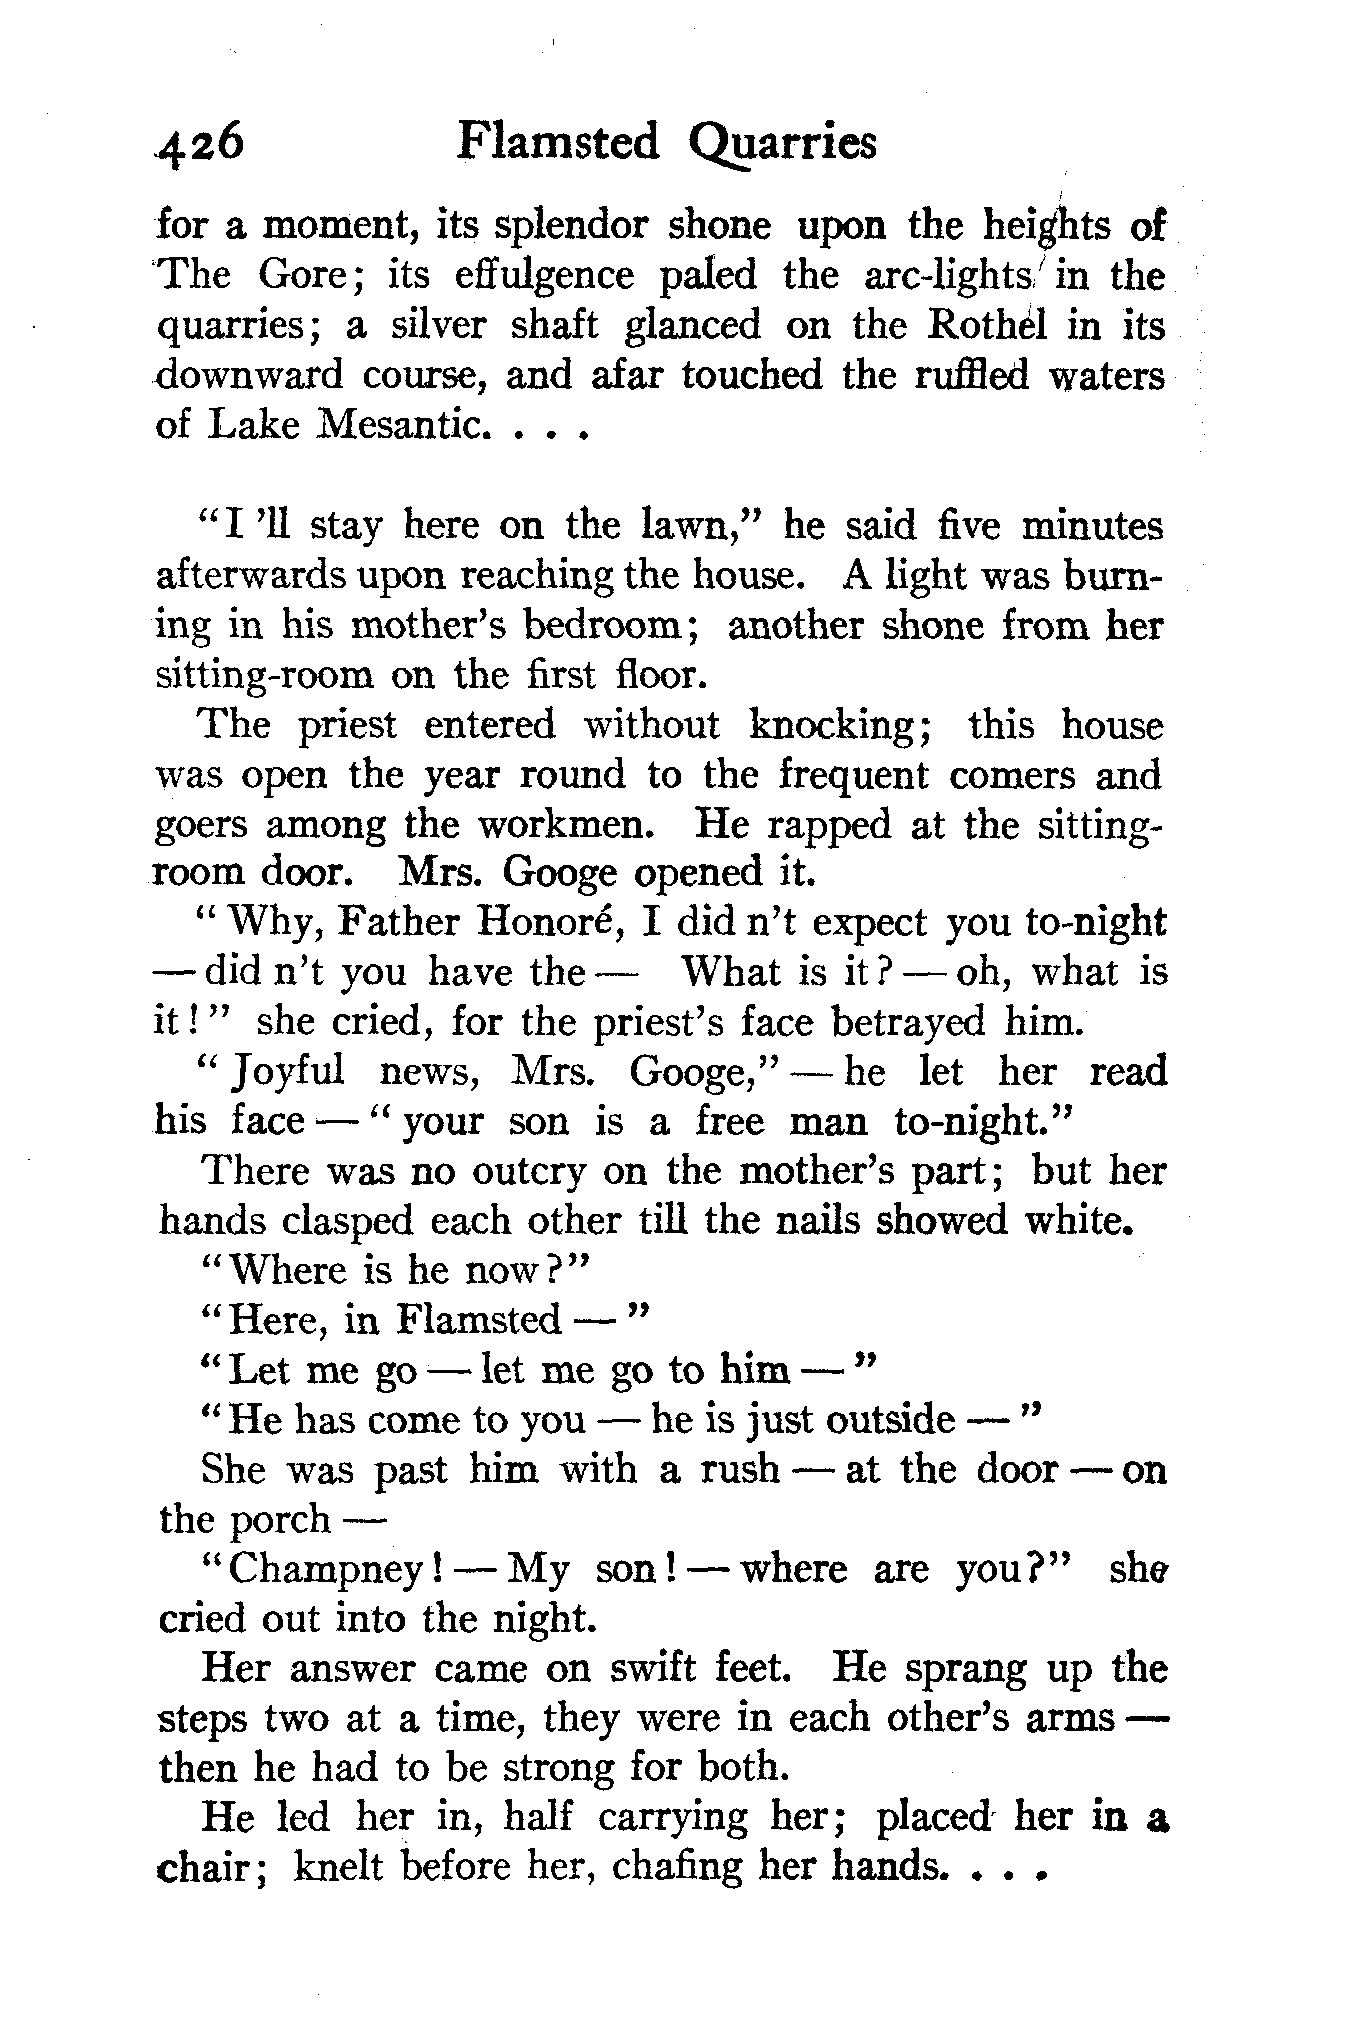 426 Flamsted Quarries
for a moment, its splendor shone upon the heights of
The Gore; its effulgence paled the arc-lights in the
quarries; a silver shaft glanced on the Rothel in its
downward course, and afar touched the ruffled waters
of Lake Mesantic. . . .
"I 'll stay here on the lawn," he said five minutes
afterwards upon reaching the house. A light was burn-
ing in his mother's bedroom; another shone from her
sitting-room on the first floor.
The priest entered without knocking; this house
was open the year round to the frequent comers and
goers among the workmen. He rapped at the sitting-
room door. Mrs. Googe opened it.
"Why, Father Honoré, I did n't expect you to-night
— did n't you have the — What is it? — oh, what is
it!" she cried, for the priest's face betrayed him.
"Joyful news, Mrs. Googe," — he let her read
his face — "your son is a free man to-night."
There was no outcry on the mother's part; but her
hands clasped each other till the nails showed white.
"Where is he now?"
"Here, in Flamsted — "
"Let me go — let me go to him — "
"He has come to you — he is just outside — "
She was past him with a rush — at the door — on
the porch —
"Champney! — My son! — where are you?" she
cried out into the night.
Her answer came on swift feet. He sprang up the
steps two at a time, they were in each other's arms —
then he had to be strong for both.
He led her in, half carrying her; placed her in a
chair; knelt before her, chafing her hands. . . .